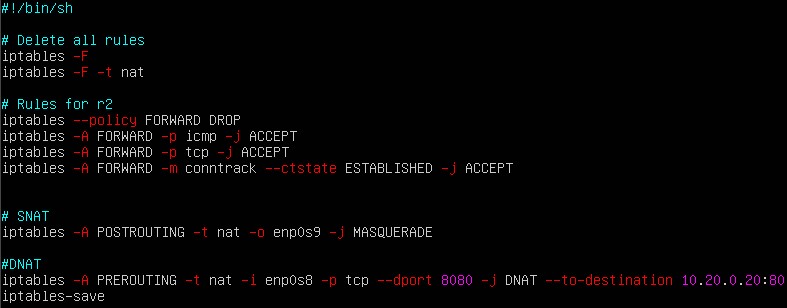 #!/bin/sh
# Delete all rules
iptables -F
iptables -F -t nat
# Rules for r2
iptables --policy FORWARD DROP
iptables -A FORWARD -p icmp -j ACCEPT
iptables -A FORWARD -p tcp -j ACCEPT
iptables -A FORWARD -m conntrack --ctstate ESTABLISHED -j ACCEPT
# SNAT
iptables -A POSTROUTING -t nat -o enp0s9 -j MASQUERADE
#DNAT
iptables -A PREROUTING -t nat -i enp0s8 -p tcp --dport 8080 -j DNAT --to-destination 10.20.0.20:80
iptables-save